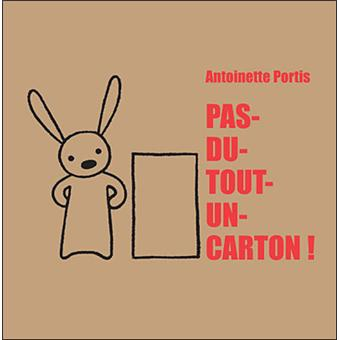 Antoinette Portis
PAS-
DU-
TOUT-
UN-
CARTON !